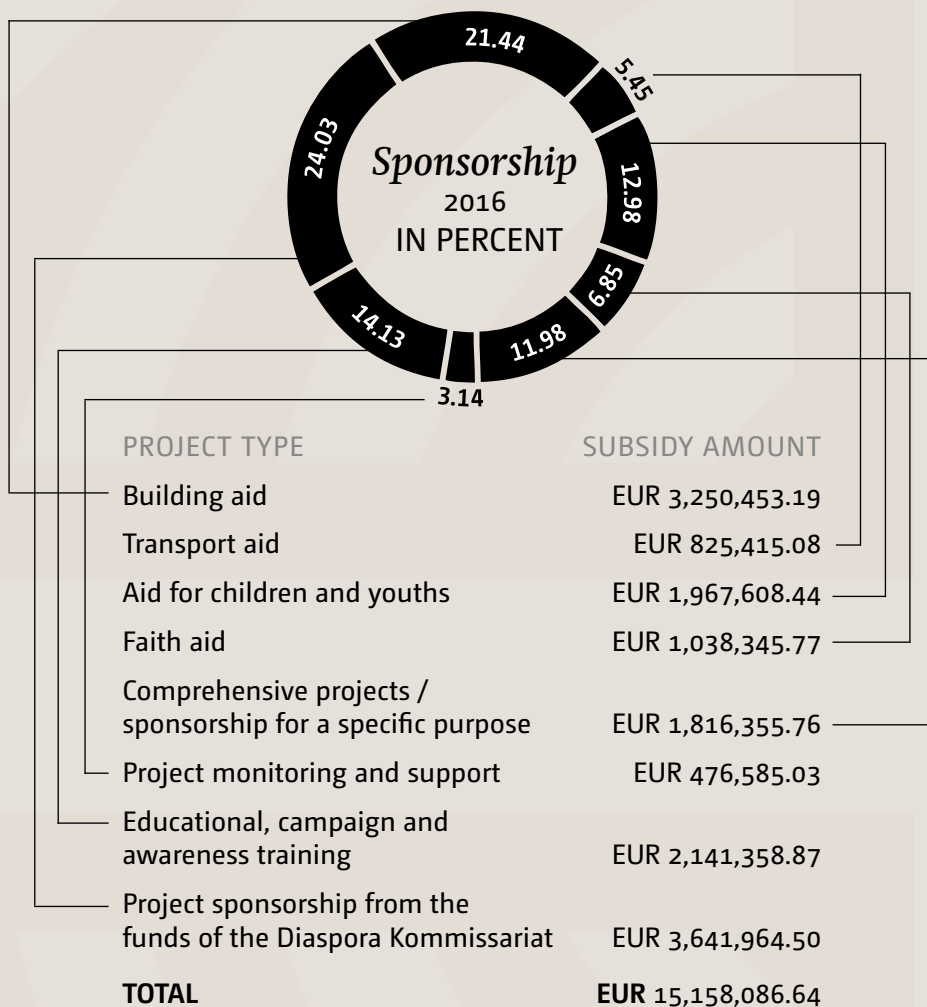 21.44
5.45
24.03
12.98
Sponsorship
2016
IN PERCENT
6.85
14.13
11.98
3.14
PROJECT TYPE SUBSIDY AMOUNT
Building aid EUR 3,250,453.19
Transport aid EUR 825,415.08
Aid for children and youths EUR 1,967,608.44
Faith aid EUR 1,038,345.77
Comprehensive projects /
sponsorship for a specific purpose EUR 1,816,355.76
Project monitoring and support EUR 476,585.03
Educational, campaign and
awareness training EUR 2,141,358.87
Project sponsorship from the
funds of the Diaspora Kommissariat EUR 3,641,964.50
TOTAL EUR 15,158,086.64